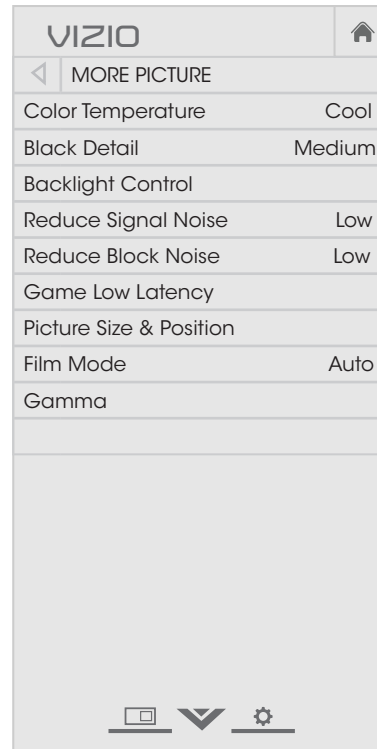 VIZIO
MORE PICTURE
Color Temperature Cool
Black Detail Medium
Backlight Control
Reduce Signal Noise Low
Reduce Block Noise Low
Game Low Latency
Picture Size & Position
Film Mode Auto
Gamma